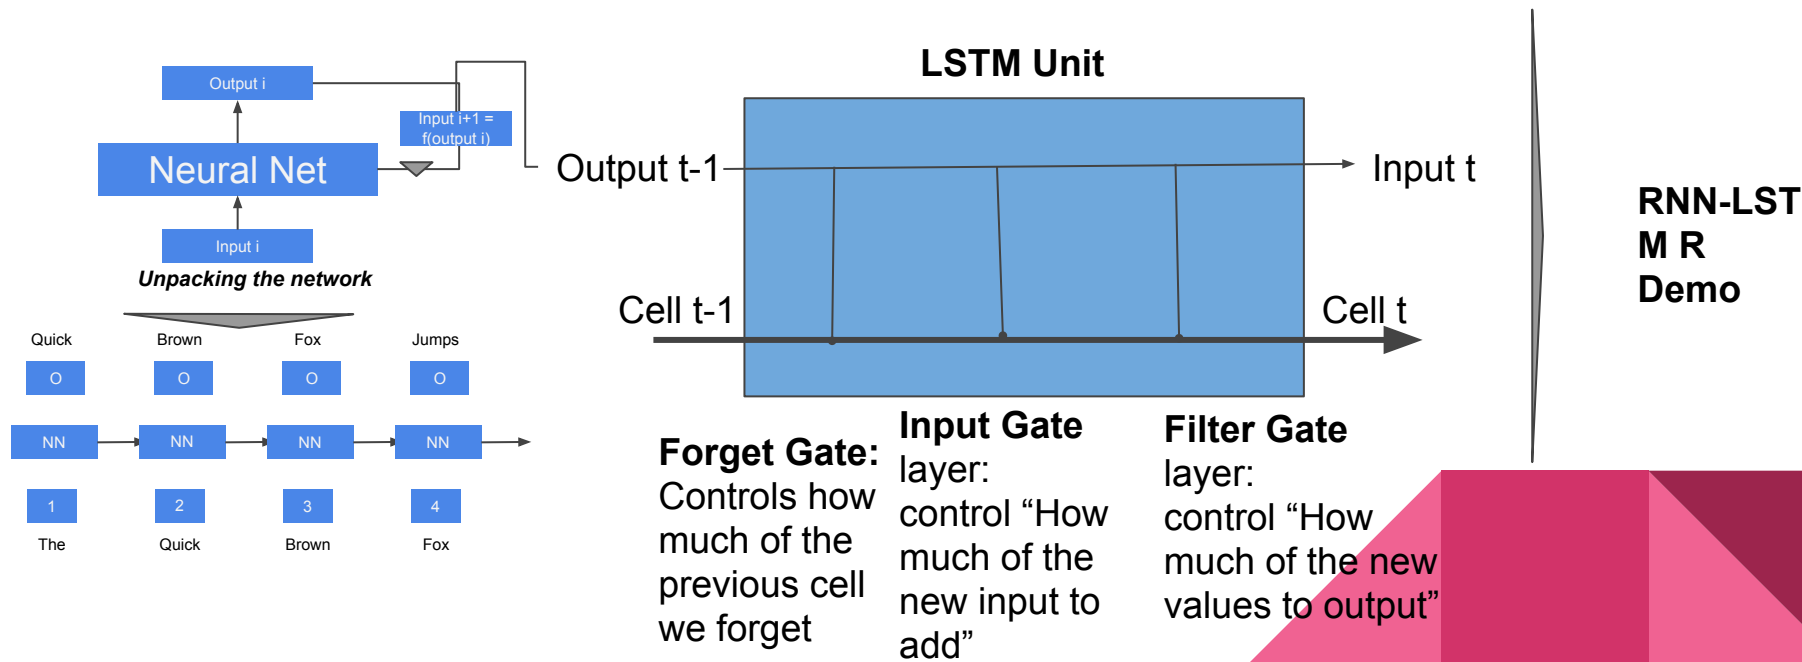 Output i
Input i+1 =
f(output i)
Neural Net
Input i
Unpacking the network
Quick Brown Fox Jumps
O O O O
NN NN NN NN
1 2 3 4
The Quick Brown Fox
LSTM Unit
Output t-1
Input t
Cell t-1
Cell t
Forget Gate:
Controls how
much of the
previous cell
we forget
Input Gate
layer:
control “How
much of the
new input to
add”
Filter Gate
layer:
control “How
much of the new
values to output”
RNN-LST
M R
Demo